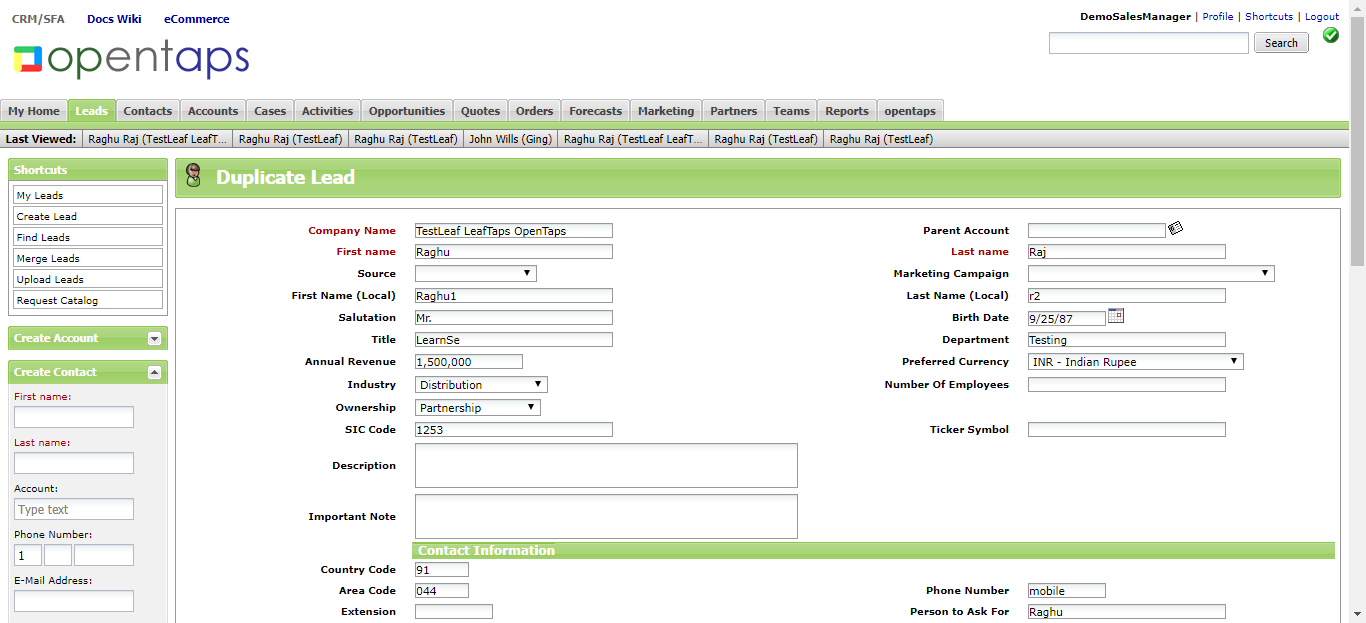 CRM/SFA Docs Wiki eCommerce
DemoSalesManager | Profile | Shortcuts | Logout
opentaps
Search
My Home Leads Contacts Accounts Cases Activities Opportunities Quotes Orders Forecasts Marketing Partners Teams Reports opentaps
Last Viewed: Raghu Raj (TestLeaf LeafT... Raghu Raj (TestLeaf) Raghu Raj (TestLeaf) John Wills (Ging) Raghu Raj (TestLeaf LeafT... Raghu Raj (TestLeaf) Raghu Raj (TestLeaf)
Shortcuts
My Leads
Create Lead
Find Leads
Merge Leads
Upload Leads
Request Catalog
Create Account
Create Contact
First name:
Last name:
Account:
Type text
Phone Number:
1
E-Mail Address:
Duplicate Lead
Company Name TestLeaf LeafTaps OpenTaps Parent Account
First name Raghu Last name Raj
Source Marketing Campaign
First Name (Local) Raghu1 Last Name (Local) r2
Salutation Mr. Birth Date 9/25/87
Title LearnSe Department Testing
Annual Revenue 1,500,000 Preferred Currency INR - Indian Rupee
Industry Distribution Number Of Employees
Ownership Partnership
SIC Code 1253 Ticker Symbol
Description
Important Note
Contact Information
Country Code 91
Area Code 044 Phone Number mobile
Extension Person to Ask For Raghu